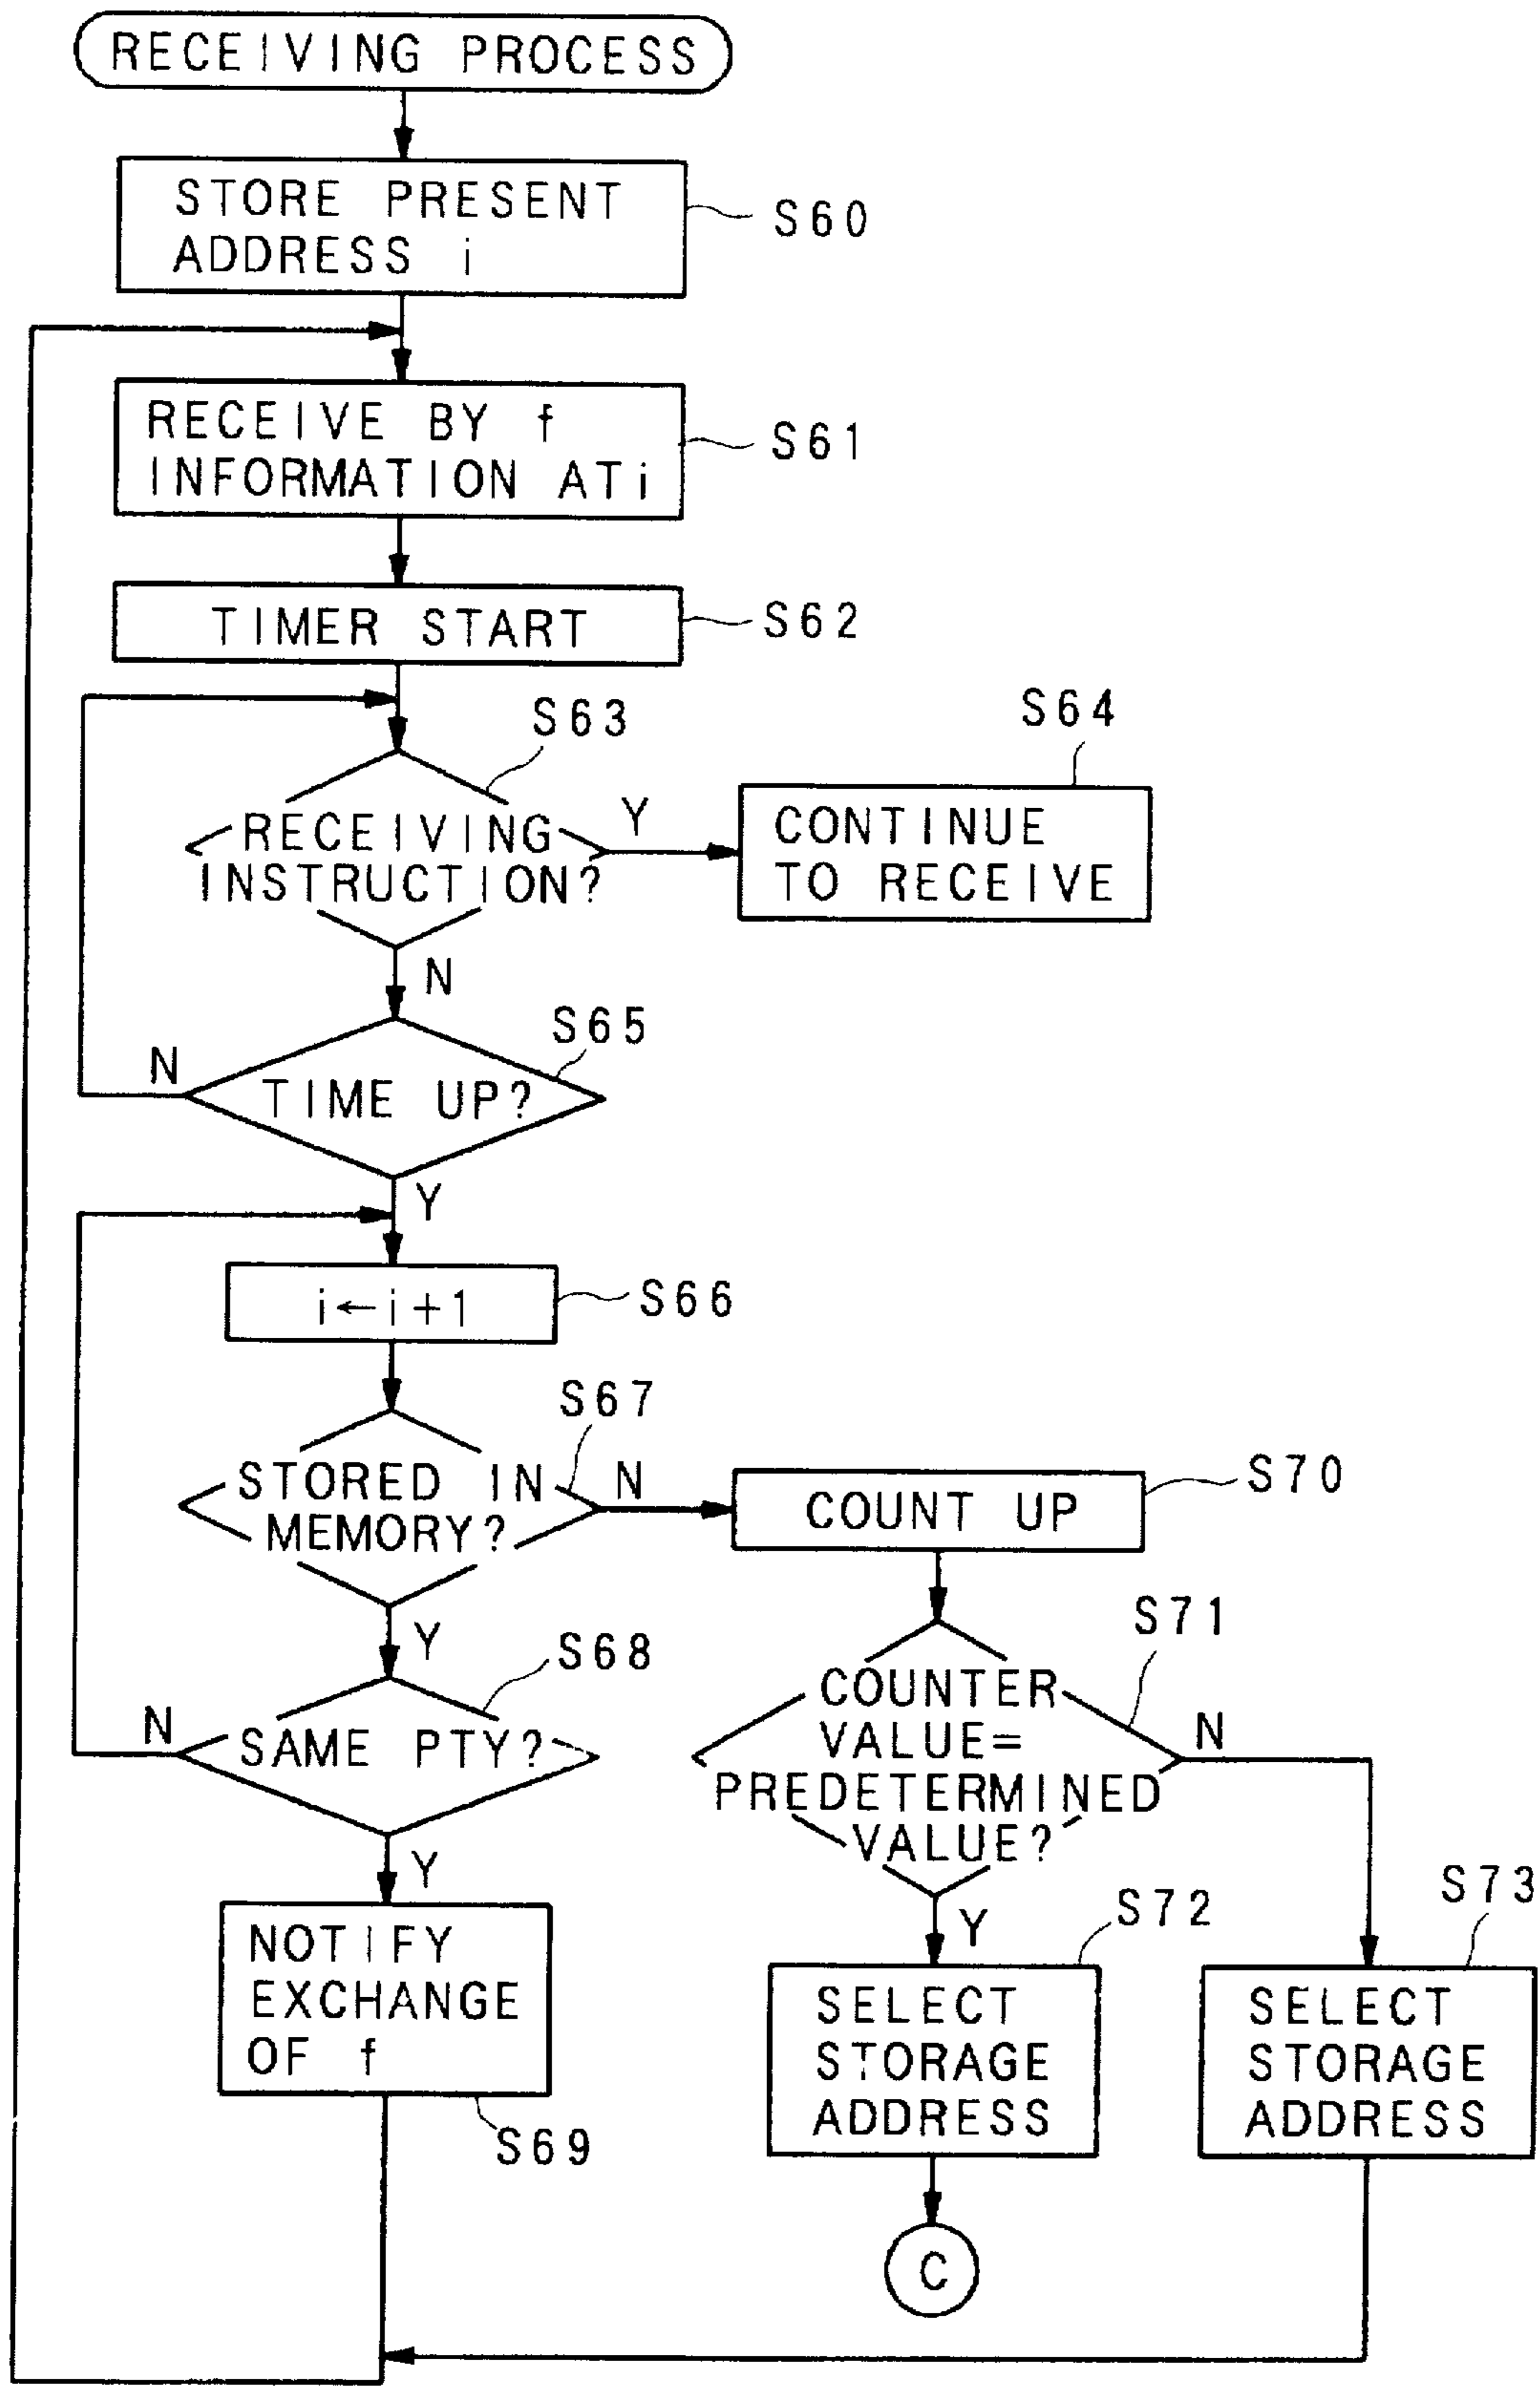 RECEIVING PROCESS
STORE PRESENT
ADDRESS i
S60
RECEIVE BY f
INFORMATION ATi
S61
TIMER START
S62
S63
RECEIVING
INSTRUCTION?
Y
S64
CONTINUE
TO RECEIVE
N
S65
TIME UP?
N
Y
i←i+1
S66
S67
STORED IN
MEMORY?
N
COUNT UP
S70
Y
S68
SAME PTY?
N
Y
S71
COUNTER
VALUE=
PREDETERMINED
VALUE?
N
Y
NOTIFY
EXCHANGE
OF f
S69
S72
SELECT
STORAGE
ADDRESS
S73
SELECT
STORAGE
ADDRESS
C